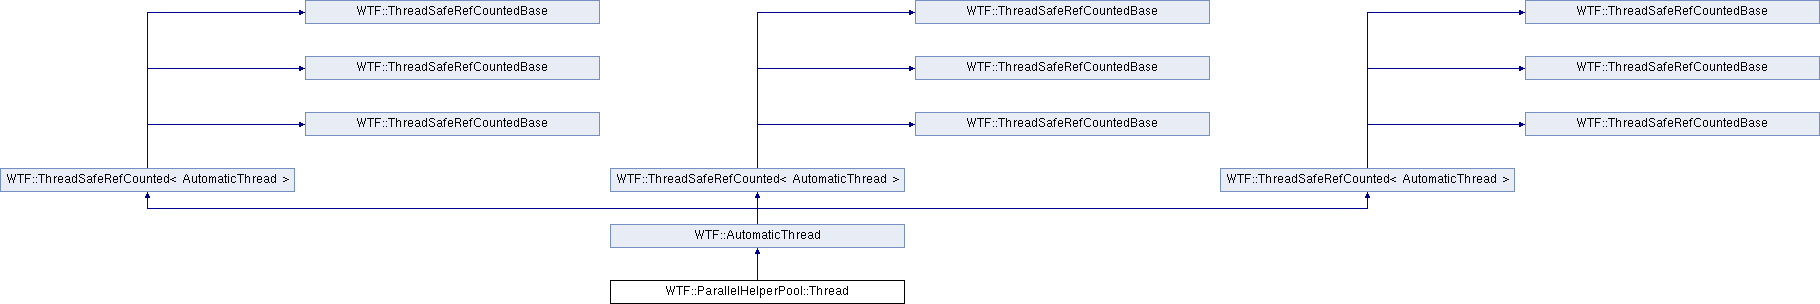 WTF::ThreadSafeRefCountedBase
WTF::ThreadSafeRefCountedBase
WTF::ThreadSafeRefCountedBase
WTF::ThreadSafeRefCountedBase
WTF::ThreadSafeRefCountedBase
WTF::ThreadSafeRefCountedBase
WTF::ThreadSafeRefCountedBase
WTF::ThreadSafeRefCountedBase
WTF::ThreadSafeRefCountedBase
WTF::ThreadSafeRefCounted< AutomaticThread >
WTF::ThreadSafeRefCounted< AutomaticThread >
WTF::ThreadSafeRefCounted< AutomaticThread >
WTF::AutomaticThread
WTF::ParallelHelperPool::Thread